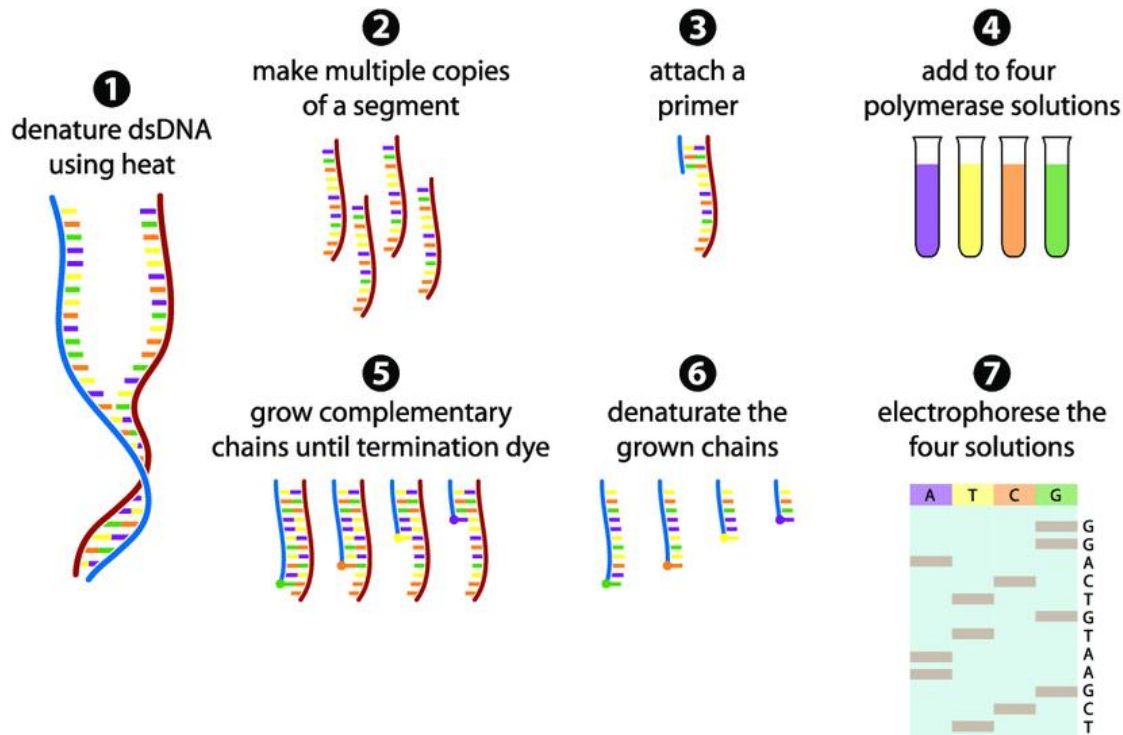 1
denature dsDNA
using heat
2
make multiple copies
of a segment
3
attach a
primer
4
add to four
polymerase solutions
5
grow complementary
chains until termination dye
6
denaturate the
grown chains
7
electrophorese the
four solutions
A T C G
G
G
A
C
T
G
T
A
A
G
C
T